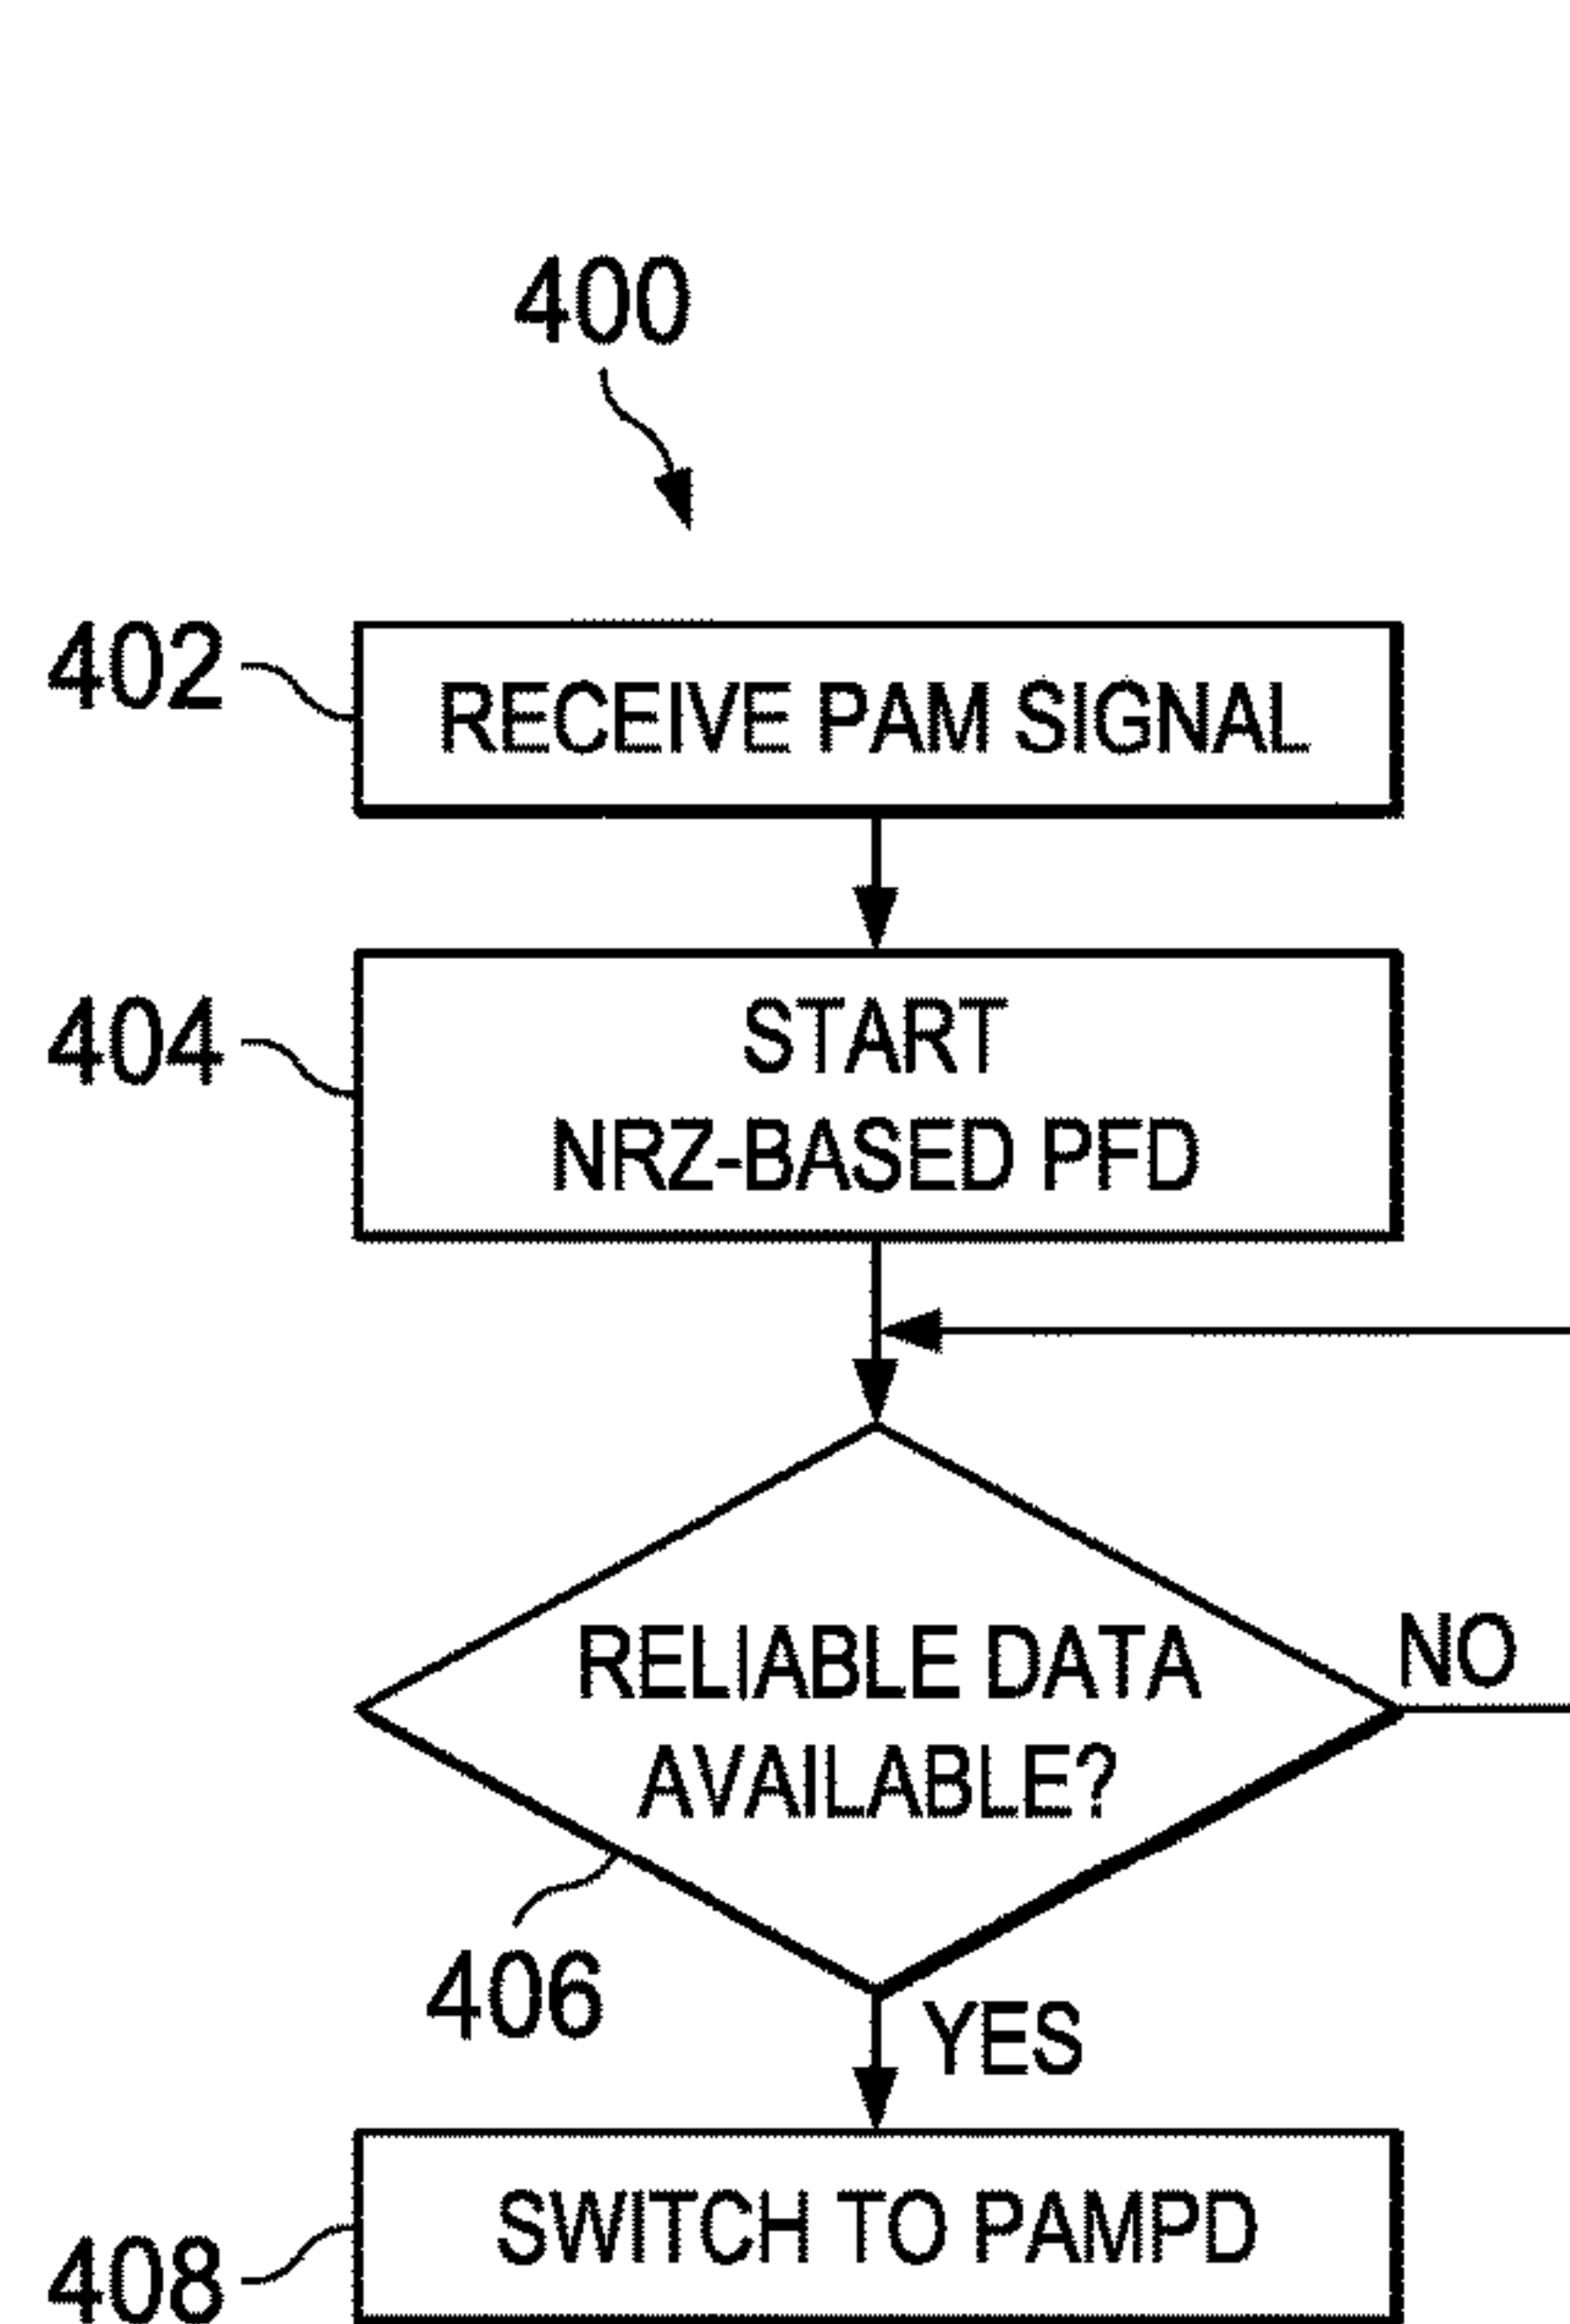 400
402
RECEIVE PAM SIGNAL
404
START
NRZ-BASED PFD
RELIABLE DATA
AVAILABLE?
NO
406
YES
SWITCH TO PAMPD
408